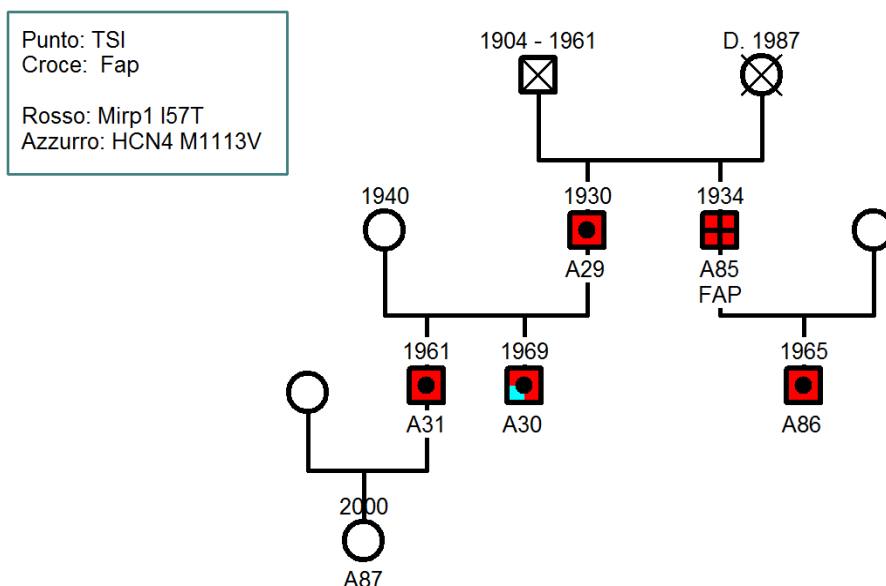 Punto: TSI
Croce: Fap
Rosso: Mirp1 I57T
Azzurro: HCN4 M1113V
1904 - 1961
D. 1987
1940
1930
1934
A29
A85
FAP
1961
1969
1965
A31
A30
A86
2000
A87